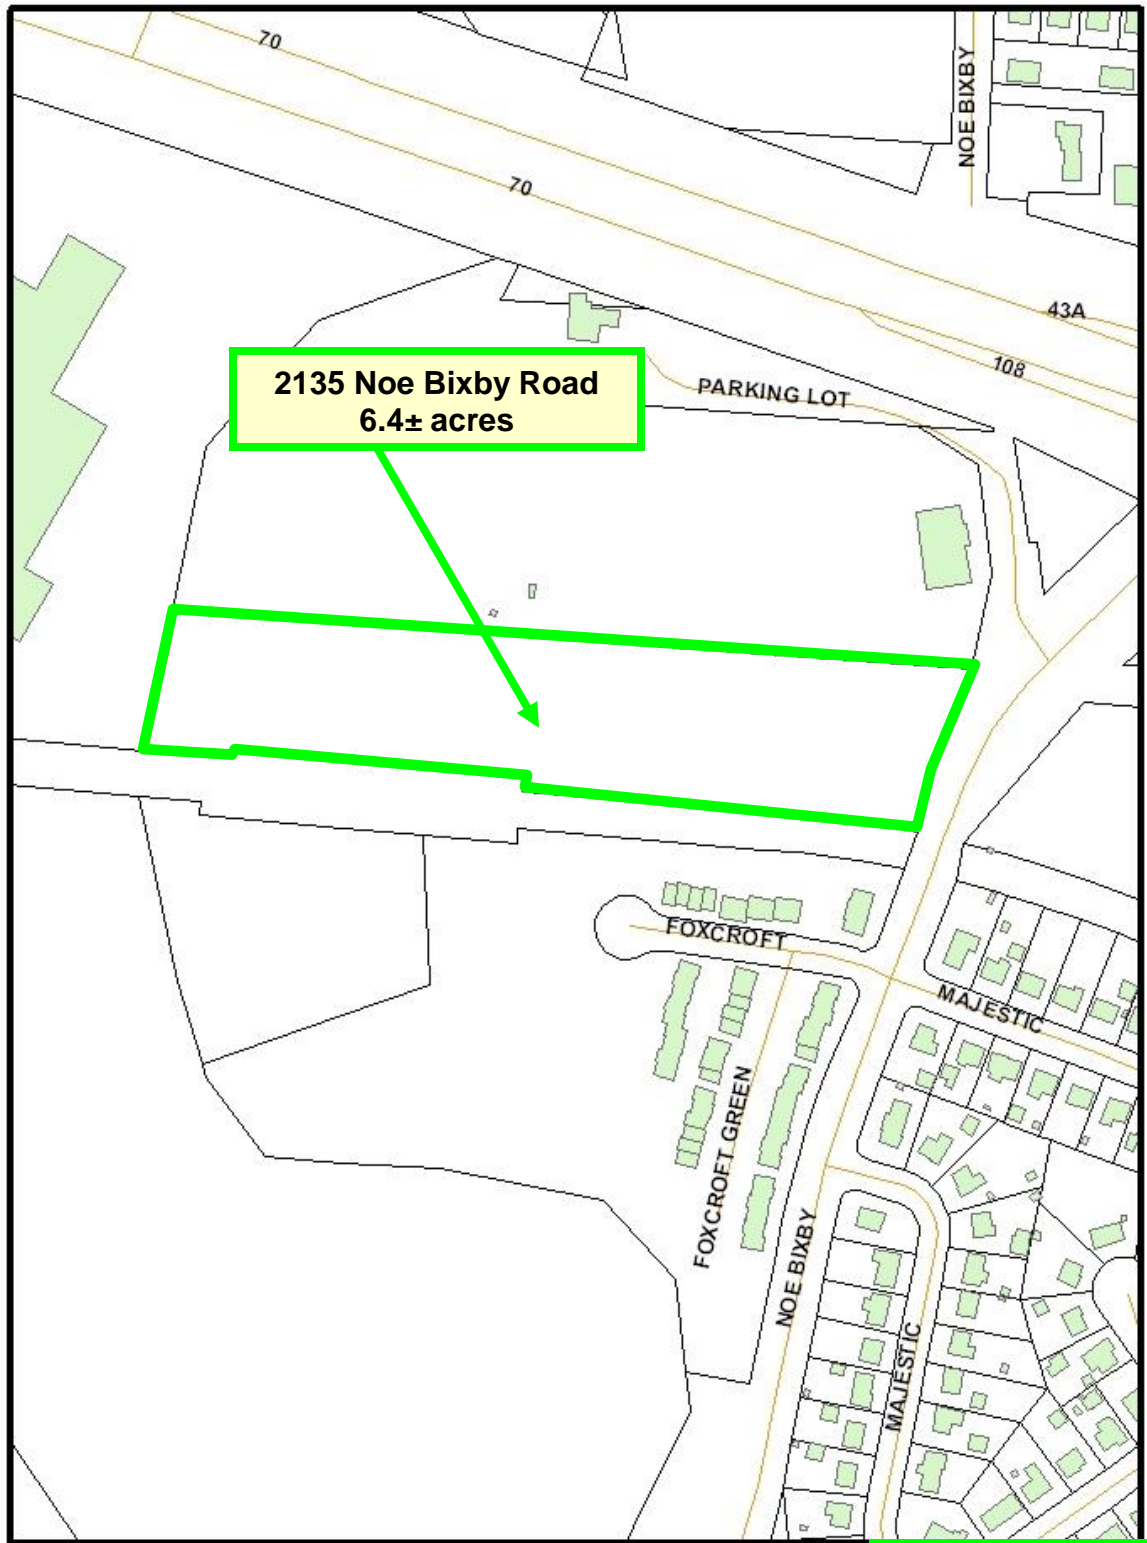 70
NOE BIXBY
70
43A
108
2135 Noe Bixby Road
6.4± acres
PARKING LOT
FOXCROFT
MAJESTIC
FOXCROFT GREEN
NOE BIXBY
MAJESTIC